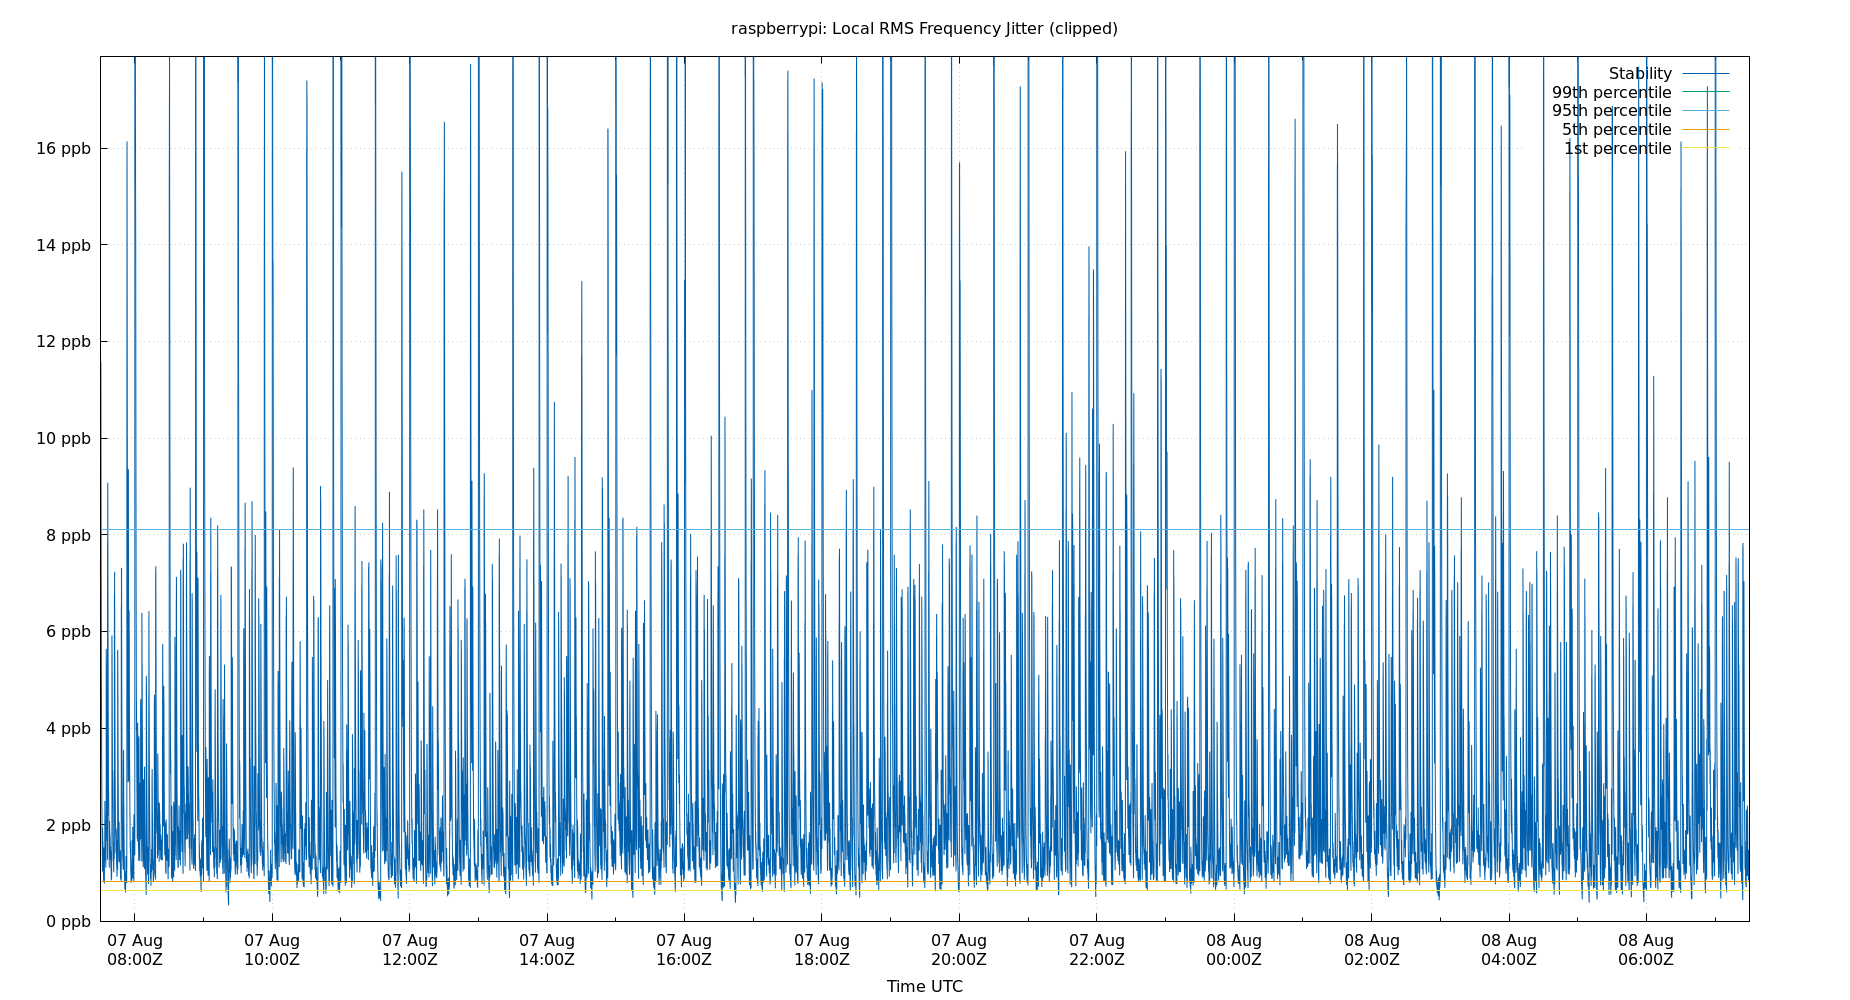 raspberrypi: Local RMS Frequency Jitter (clipped)
Stability
99th percentile
95th percentile
5th percentile
1st percentile
16 ppb
14 ppb
12 ppb
10 ppb
8 ppb
6 ppb
4 ppb
2 ppb
0 ppb
07 Aug 07 Aug 07 Aug 07 Aug 07 Aug 07 Aug 07 Aug 07 Aug 08 Aug 08 Aug 08 Aug 08 Aug
08:00Z 10:00Z 12:00Z 14:00Z 16:00Z 18:00Z 20:00Z 22:00Z 00:00Z 02:00Z 04:00Z 06:00Z
Time UTC